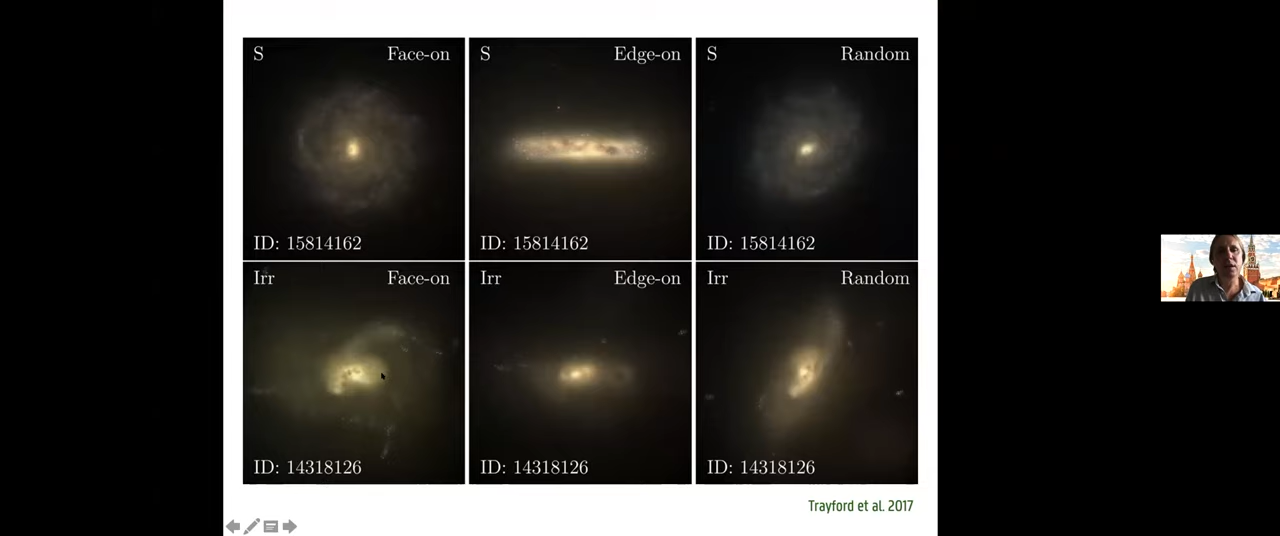 S Face-on
S Edge-on
S Random
ID: 15814162
ID: 15814162
ID: 15814162
Irr Face-on
Irr Edge-on
Irr Random
ID: 14318126
ID: 14318126
ID: 14318126
Trayford et al. 2017